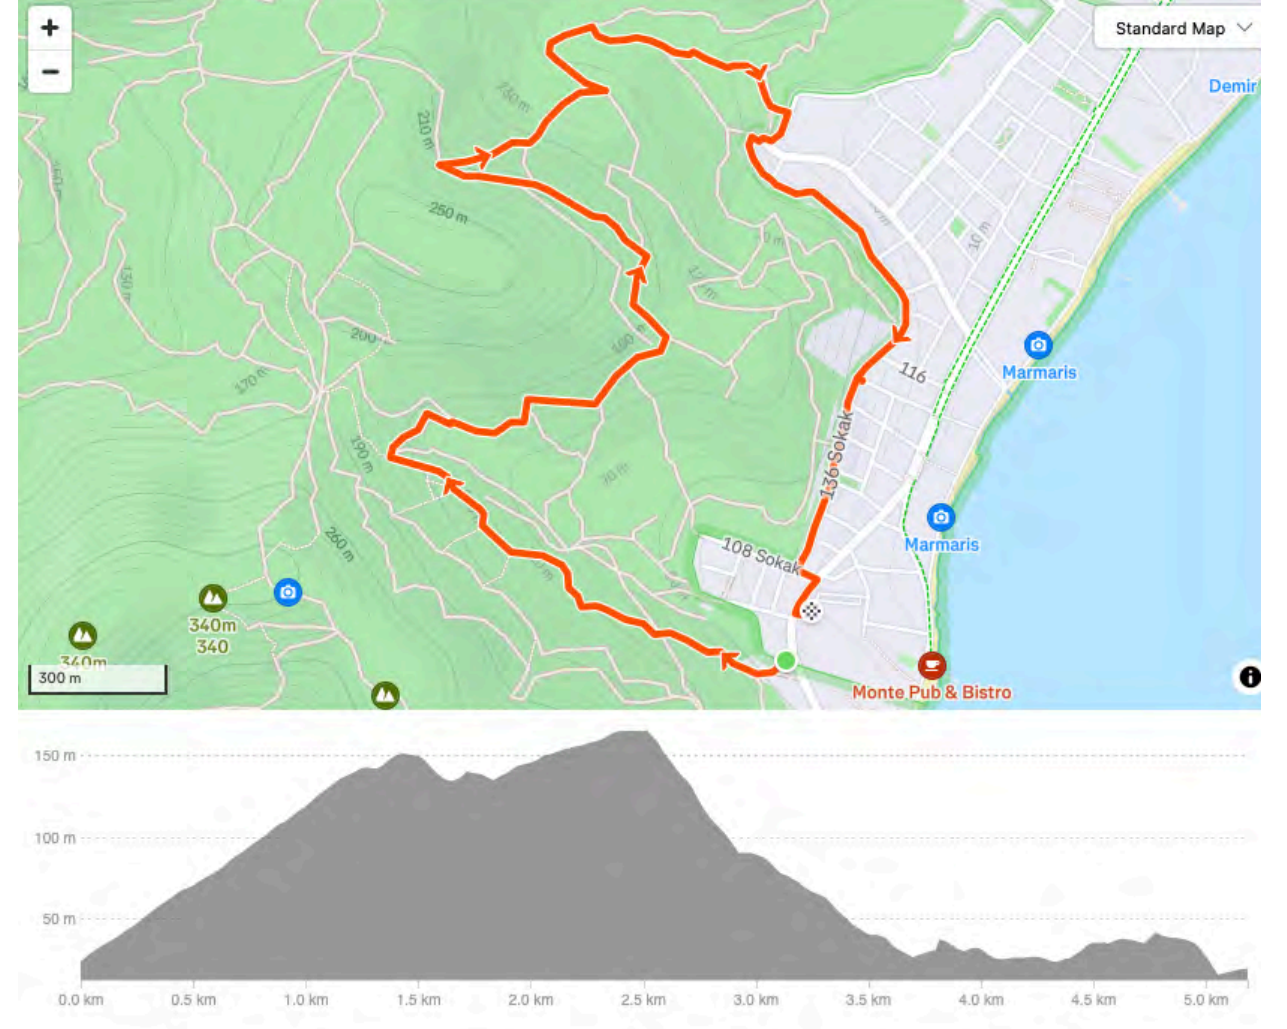 +
Standard Map
−
Demir
210 m
250 m
10 m
200
170 m
116
Marmaris
190 m
136 Sokak
260 m
108 Sokak
Marmaris
340m
340
340m
300 m
Monte Pub & Bistro
150 m
100 m
50 m
0.0 km
0.5 km
1.0 km
1.5 km
2.0 km
2.5 km
3.0 km
3.5 km
4.0 km
4.5 km
5.0 km